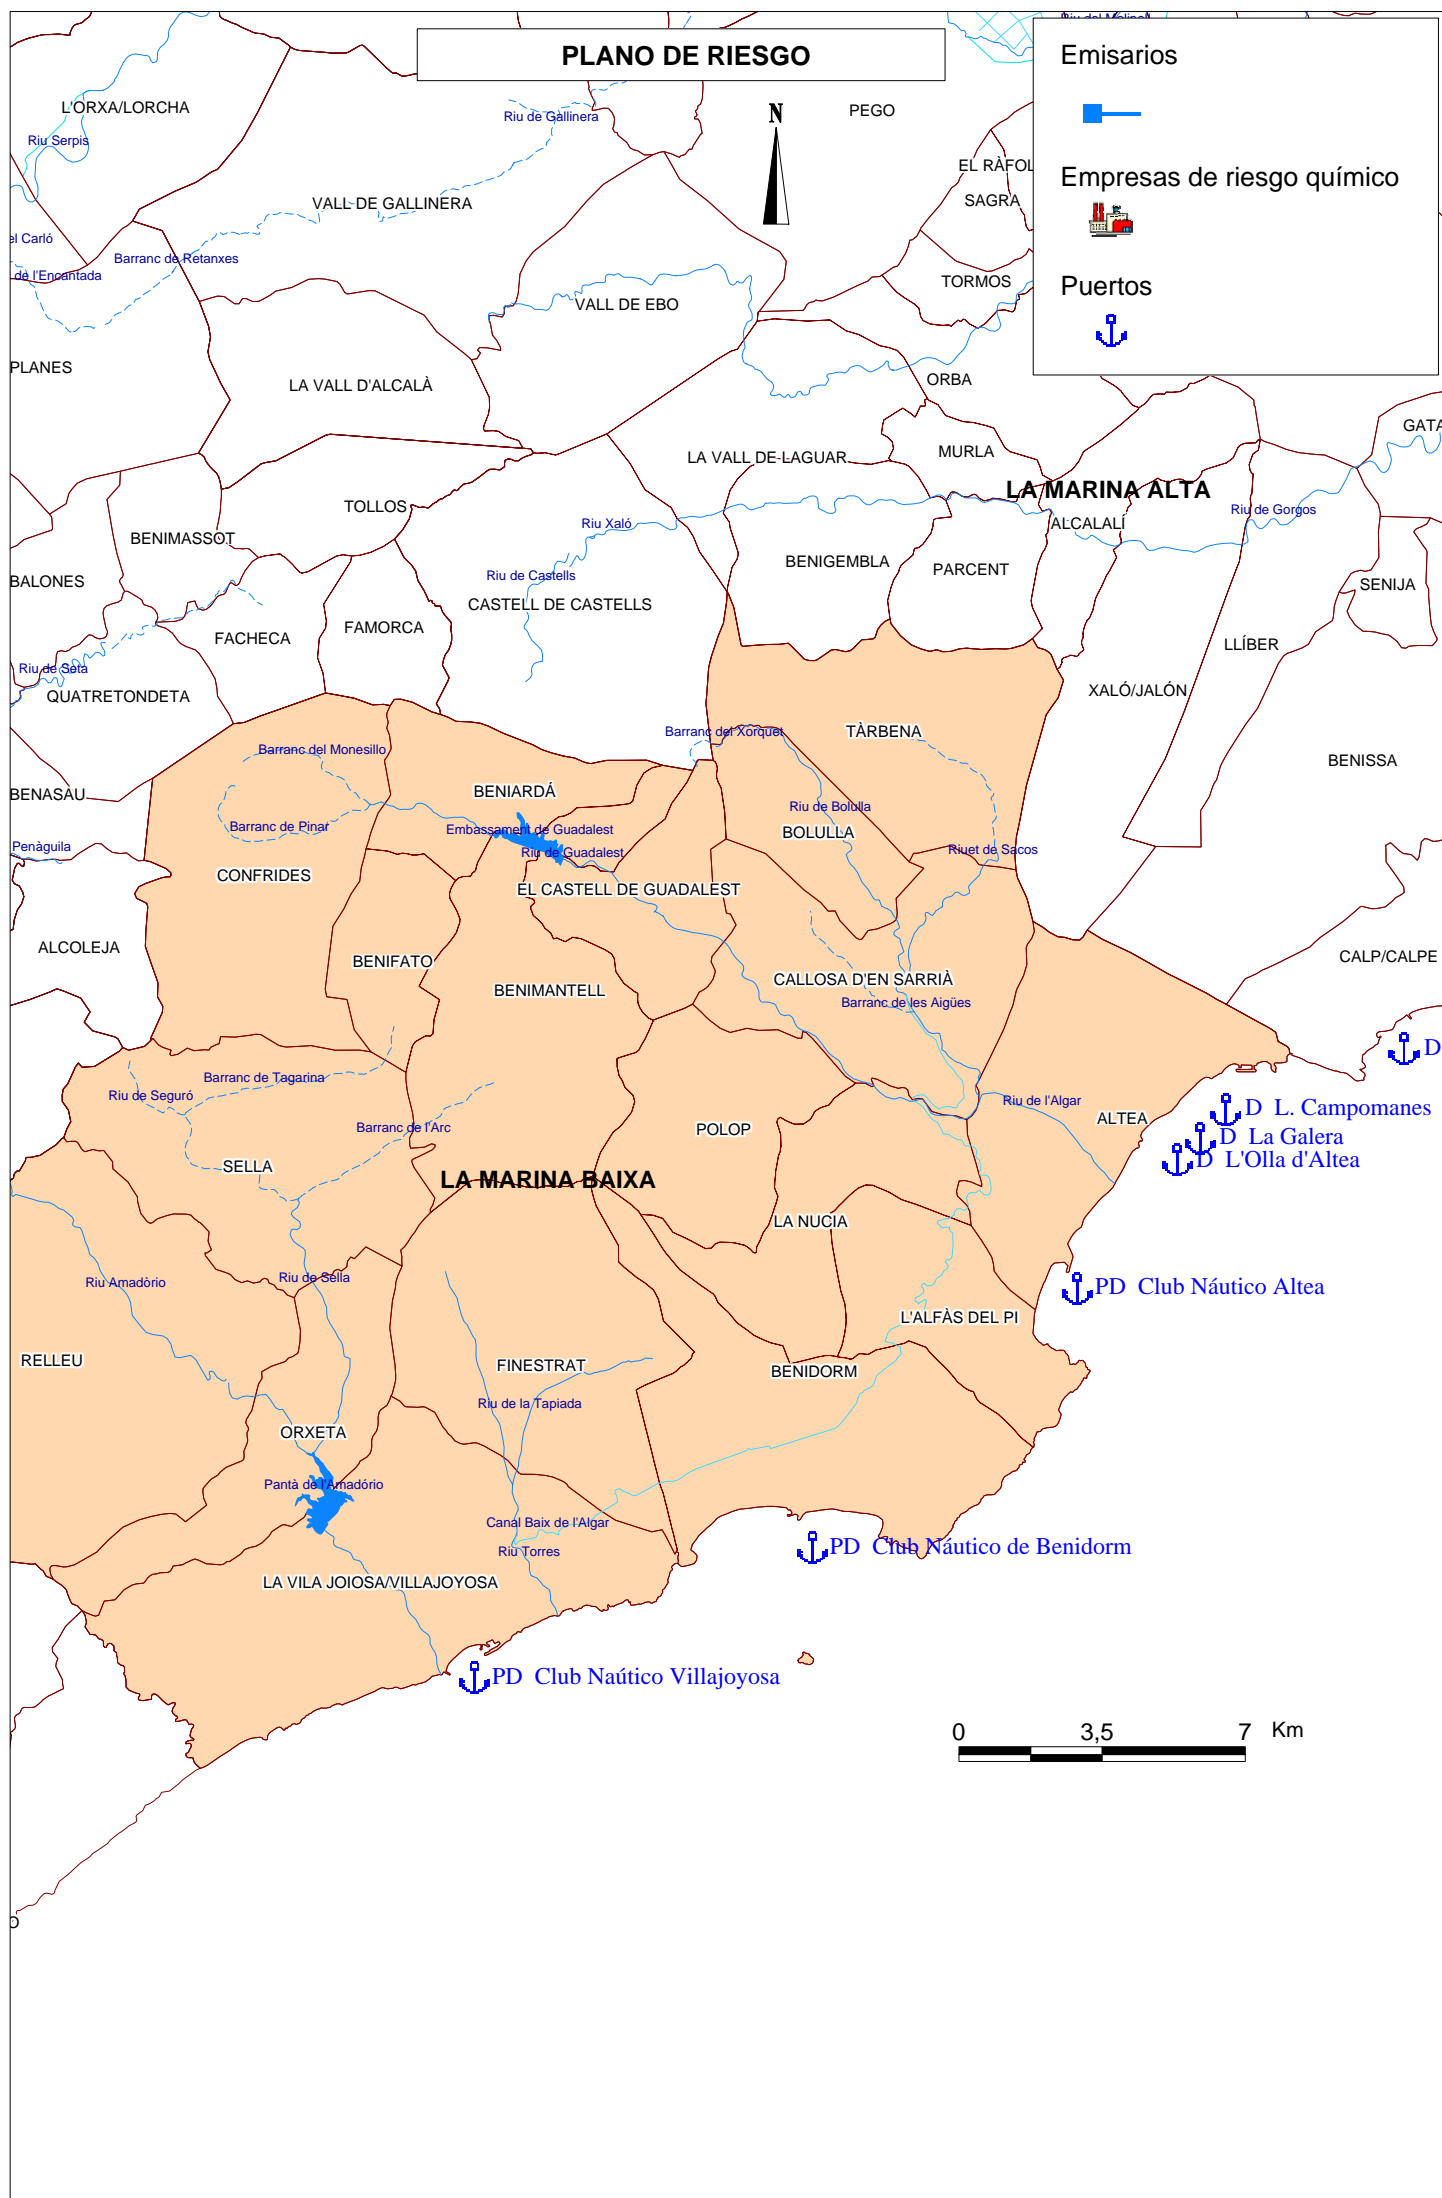 PLANO DE RIESGO
Emisarios
Empresas de riesgo químico
Puertos
N
L'ORXA/LORCHA
Riu Serpis
Riu de Gallinera
PEGO
EL RÀFOL
SAGRA
VALL DE GALLINERA
el Carló
Barranc de Retanxes
de l'Encantada
TORMOS
VALL DE EBO
PLANES
LA VALL D'ALCALÀ
ORBA
GATA
MURLA
LA VALL DE LAGUAR
LA MARINA ALTA
TOLLOS
Riu Xaló
Riu de Gorgos
ALCALALÍ
BENIMASSOT
BENIGEMBLA
PARCENT
BALONES
Riu de Castells
CASTELL DE CASTELLS
SENIJA
FAMORCA
FACHECA
LLÍBER
Riu de Seta
QUATRETONDETA
XALÓ/JALÓN
Barranc del Xorquet
TÀRBENA
Barranc del Monesillo
BENISSA
BENIARDÁ
BENASAU
Riu de Bolulla
Barranc de Pinar
Embassament de Guadalest
BOLULLA
Penàguila
Riu de Guadalest
Riuet de Sacos
CONFRIDES
EL CASTELL DE GUADALEST
ALCOLEJA
CALP/CALPE
BENIFATO
CALLOSA D'EN SARRIÀ
BENIMANTELL
Barranc de les Aigües
D
Barranc de Tagarina
Riu de Seguró
Riu de l'Algar
D L. Campomanes
ALTEA
Barranc de l'Arc
POLOP
D La Galera
D L'Olla d'Altea
SELLA
LA MARINA BAIXA
LA NUCIA
Riu Amadòrio
Riu de Sella
PD Club Náutico Altea
L'ALFÀS DEL PI
RELLEU
FINESTRAT
BENIDORM
Riu de la Tapiada
ORXETA
Pantà de l'Amadório
Canal Baix de l'Algar
PD Club Náutico de Benidorm
Riu Torres
LA VILA JOIOSA/VILLAJOYOSA
PD Club Naútico Villajoyosa
0 3,5 7 Km
O